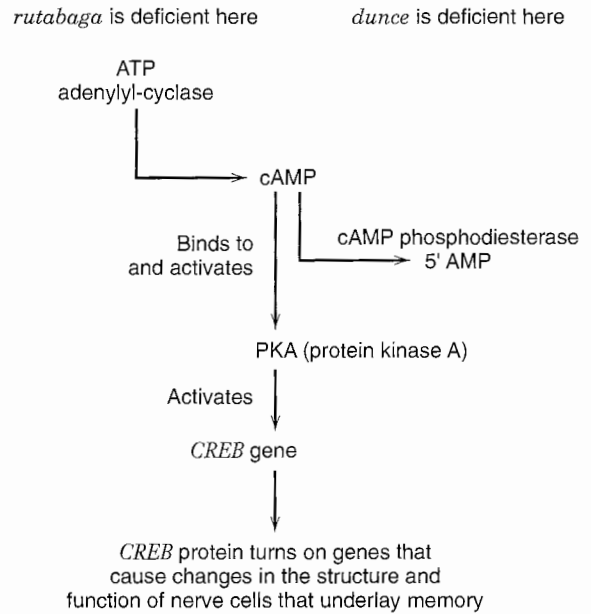 rutabaga is deficient here
dunce is deficient here
ATP
adenylyl-cyclase
cAMP
Binds to
and activates
cAMP phosphodiesterase
5' AMP
PKA (protein kinase A)
Activates
CREB gene
CREB protein turns on genes that
cause changes in the structure and
function of nerve cells that underlay memory